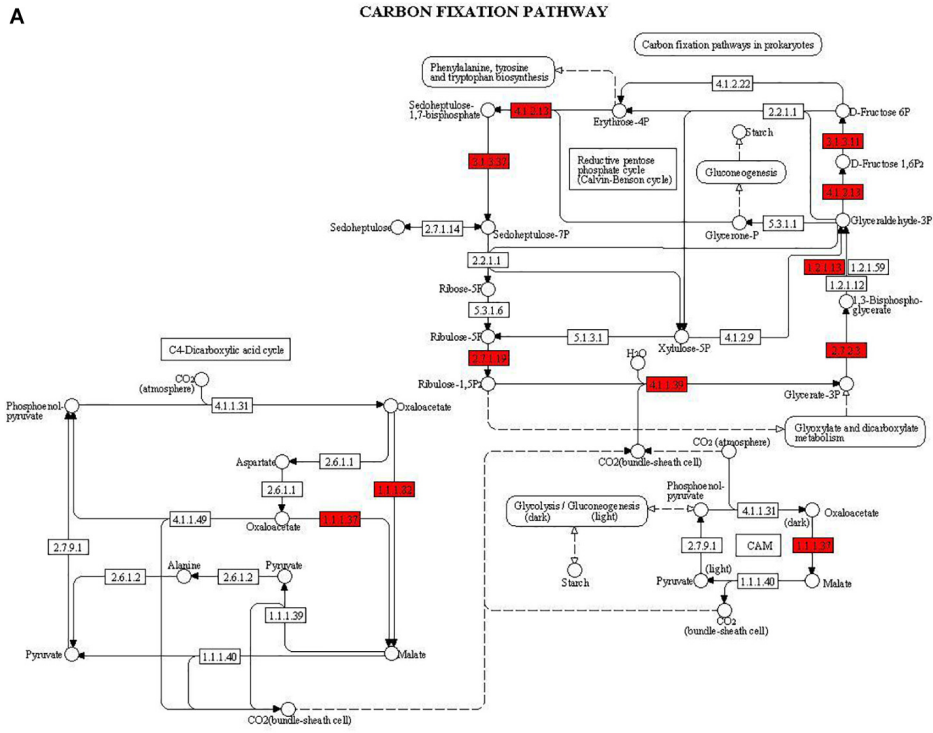 A
CARBON FIXATION PATHWAY
Carbon fixation pathways in prokaryotes
Phenylalanine, tyrosine
and tryptophan biosynthesis
4.1.2.22
Sedoheptulose-
1,7-bisphosphate
4.1.2.13
Erythrose-4P
2.2.1.1
D-Fructose 6P
Starch
3.1.3.11
3.1.3.37
Reductive pentose
phosphate cycle
(Calvin-Benson cycle)
Gluconeogenesis
D-Fructose 1,6P2
4.1.2.13
Sedoheptulose
2.7.1.14
Sedoheptulose-7P
Glycerone-P
5.3.1.1
Glyceraldehyde-3P
2.2.1.1
1.2.1.13
1.2.1.59
1.2.1.12
Ribose-5P
1,3-Bisphospho-
glycerate
5.3.1.6
Ribulose-5P
5.3.1.1
Xylulose-5P
4.1.2.9
2.7.1.19
2.7.2.3
H2O
Ribulose-1,5P2
4.1.1.39
Glycerate-3P
Glyoxylate and dicarboxylate
metabolism
C4-Dicarboxylic acid cycle
CO2
(atmosphere)
Phosphoenol-
pyruvate
4.1.1.31
Oxaloacetate
CO2(bundle-sheath cell)
CO2 (atmosphere)
Aspartate
2.6.1.1
2.6.1.1
1.1.1.82
4.1.1.49
Oxaloacetate
1.1.1.37
2.7.9.1
Alanine
2.6.1.2
2.6.1.2
Pyruvate
1.1.1.39
Pyruvate
1.1.1.40
Malate
CO2(bundle-sheath cell)
Phosphoenol-
pyruvate
Glycolysis / Gluconeogenesis
(dark) (light)
4.1.1.31
(dark)
Oxaloacetate
2.7.9.1
CAM
1.1.1.37
Starch
(light)
Pyruvate
1.1.1.40
Malate
CO2
(bundle-sheath cell)